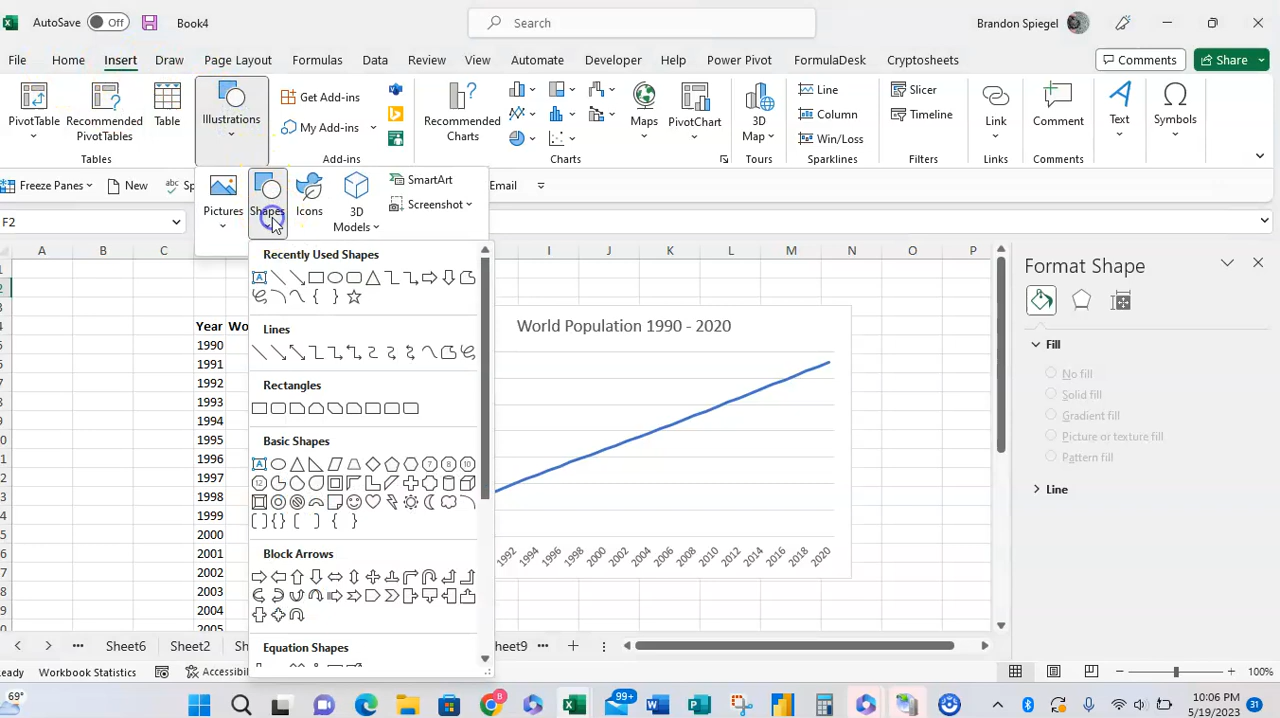 AutoSave Off Book4 Search Brandon Spiegel
File Home Insert Draw Page Layout Formulas Data Review View Automate Developer Help Power Pivot FormulaDesk Cryptosheets Comments Share
PivotTable
Recommended
PivotTables
Table
Tables
Illustrations
Get Add-ins
My Add-ins
Add-ins
Recommended
Charts
Maps
PivotChart
Charts
3D
Map
Tours
Line
Column
Win/Loss
Sparklines
Slicer
Timeline
Filters
Link
Links
Comment
Comments
Text
Symbols
Freeze Panes New Email
Pictures
Shapes
Icons
3D
Models
SmartArt
Screenshot
F2
A B C I J K L M N O P
Recently Used Shapes
Lines
Rectangles
Basic Shapes
Block Arrows
Equation Shapes
Year
1990
1991
1992
1993
1994
1995
1996
1997
1998
1999
2000
2001
2002
2003
2004
2005
World Population 1990 - 2020
1992 1994 1996 1998 2000 2002 2004 2006 2008 2010 2012 2014 2016 2018 2020
Format Shape
Fill
No fill
Solid fill
Gradient fill
Picture or texture fill
Pattern fill
Line
Sheet6 Sheet2
Workbook Statistics
100%
69°
8
99+
10:06 PM
5/19/2023
31